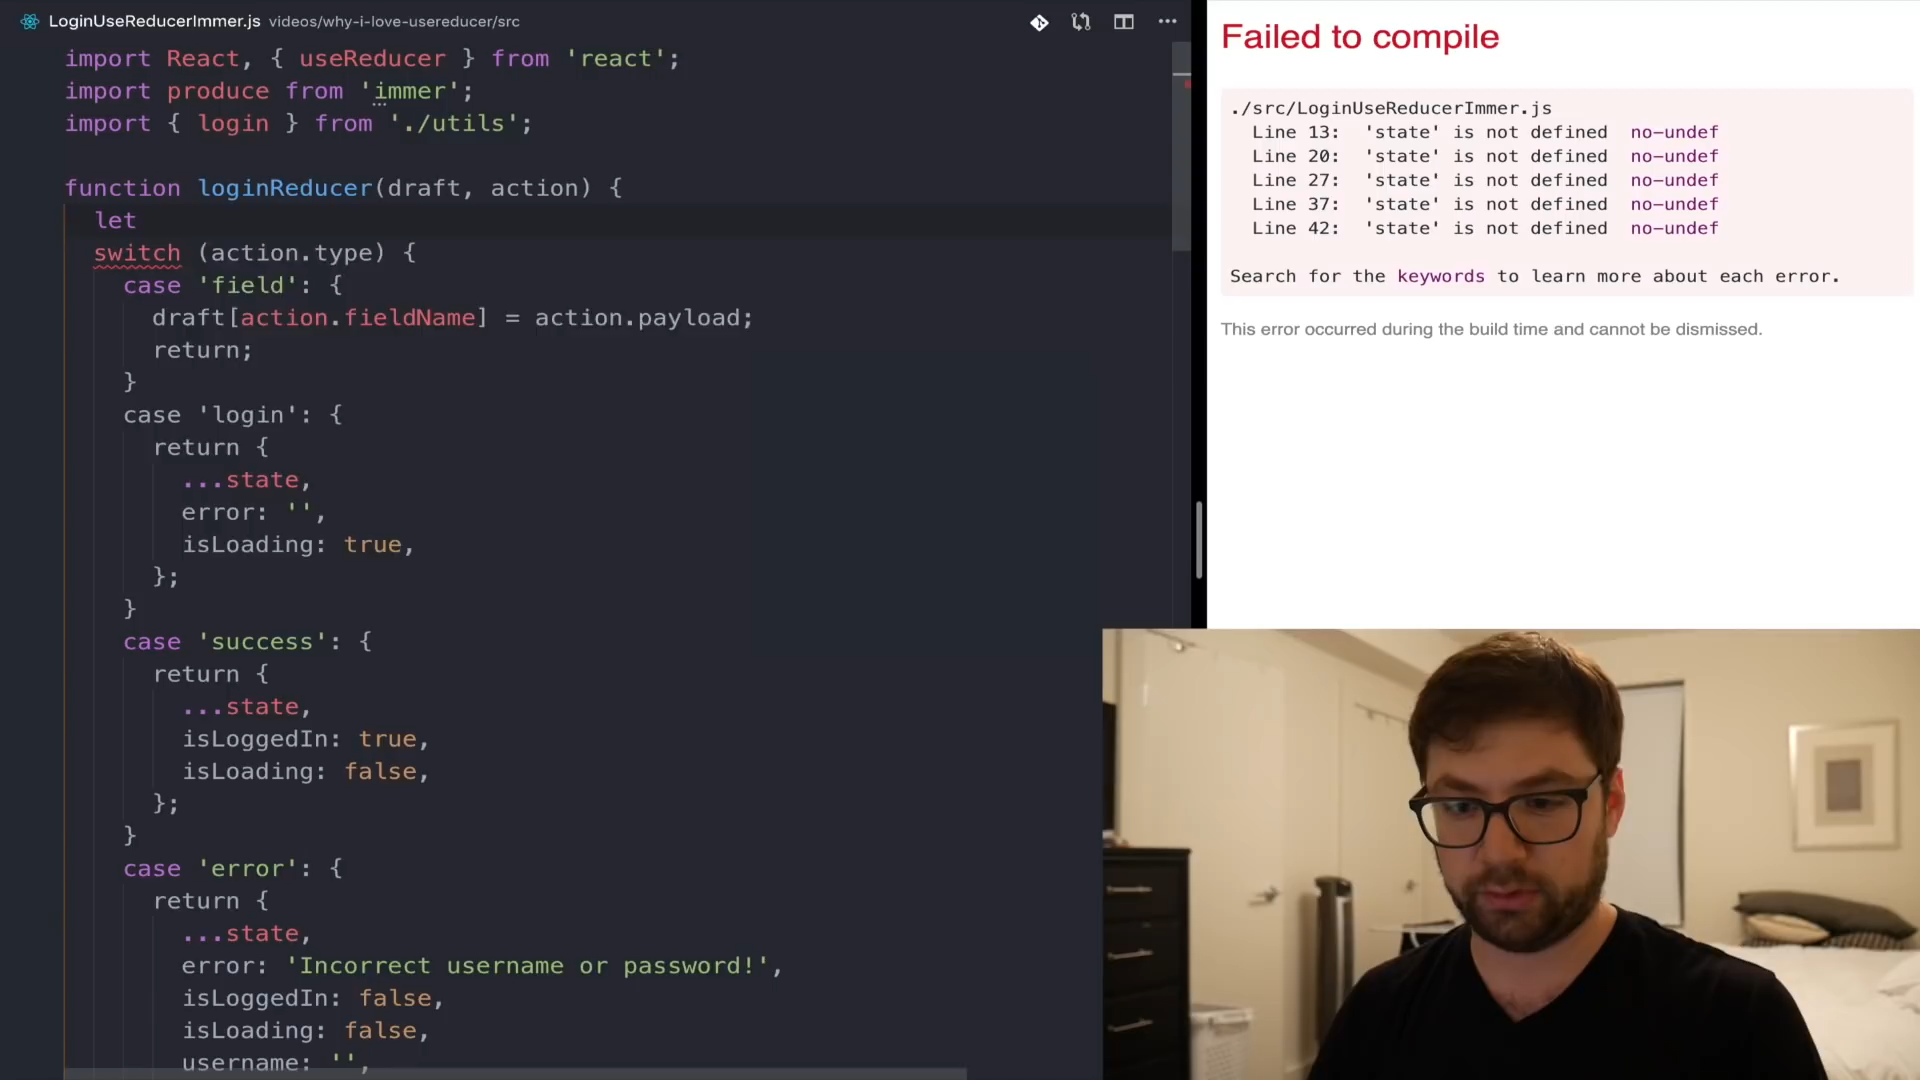 LoginUseReducerImmer.js videos/why-i-love-usereducer/src
import React, { useReducer } from 'react';
import produce from 'immer';
import { login } from './utils';
function loginReducer(draft, action) {
let
switch (action.type) {
case 'field': {
draft[action.fieldName] = action.payload;
return;
}
case 'login': {
return {
...state,
error: '',
isLoading: true,
};
}
case 'success': {
return {
...state,
isLoggedIn: true,
isLoading: false,
};
}
case 'error': {
return {
...state,
error: 'Incorrect username or password!',
isLoggedIn: false,
isLoading: false,
username: '',
Failed to compile
./src/LoginUseReducerImmer.js
Line 13: 'state' is not defined no-undef
Line 20: 'state' is not defined no-undef
Line 27: 'state' is not defined no-undef
Line 37: 'state' is not defined no-undef
Line 42: 'state' is not defined no-undef
Search for the keywords to learn more about each error.
This error occurred during the build time and cannot be dismissed.